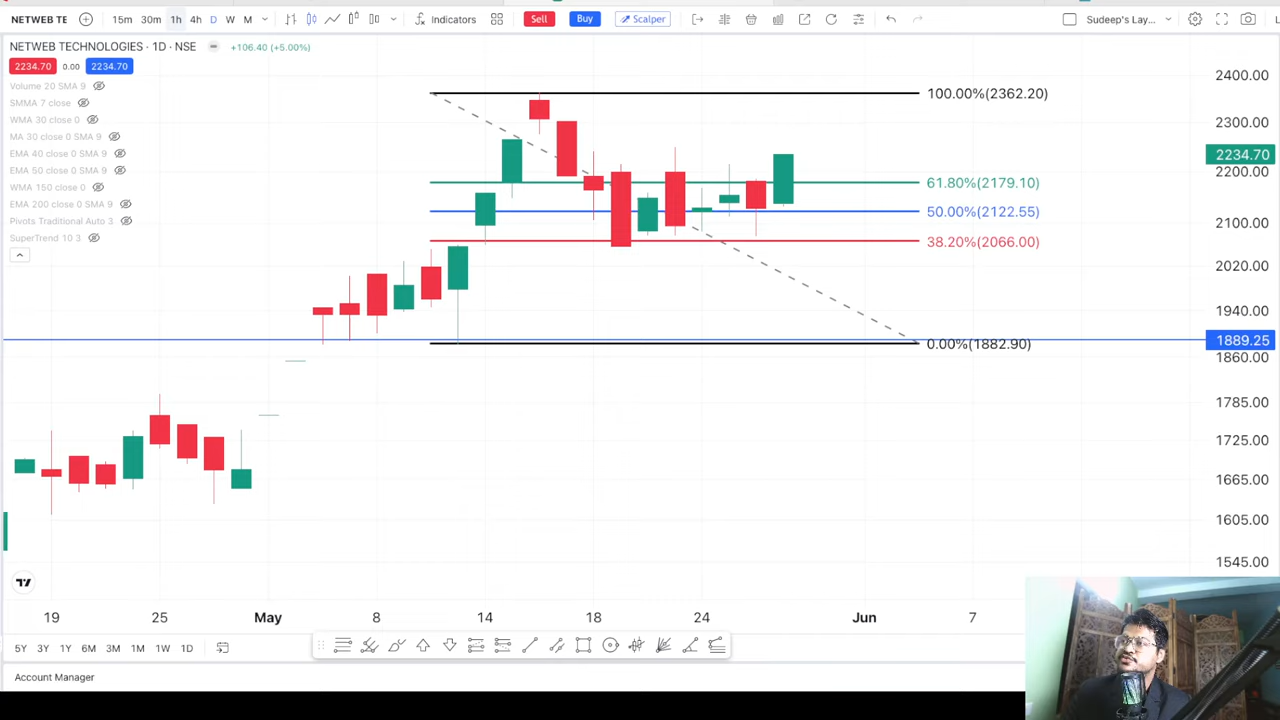 NETWEB TE 15m 30m 1h 4h D W M Indicators Sell Buy Scalper Sudeep's Lay...
NETWEB TECHNOLOGIES · 1D · NSE +106.40 (+5.00%)
2234.70 0.00 2234.70
Volume 20 SMA 9
SMMA 7 close
WMA 30 close 0
MA 30 close 0 SMA 9
EMA 40 close 0 SMA 9
EMA 50 close 0 SMA 9
WMA 150 close 0
EMA 200 close 0 SMA 9
Pivots Traditional Auto 3
SuperTrend 10 3
100.00%(2362.20)
61.80%(2179.10)
50.00%(2122.55)
38.20%(2066.00)
0.00%(1882.90)
2400.00
2300.00
2234.70
2200.00
2100.00
2020.00
1940.00
1889.25
1860.00
1785.00
1725.00
1665.00
1605.00
1545.00
19 25 May 8 14 18 24 Jun 7
5Y 3Y 1Y 6M 3M 1M 1W 1D
Account Manager